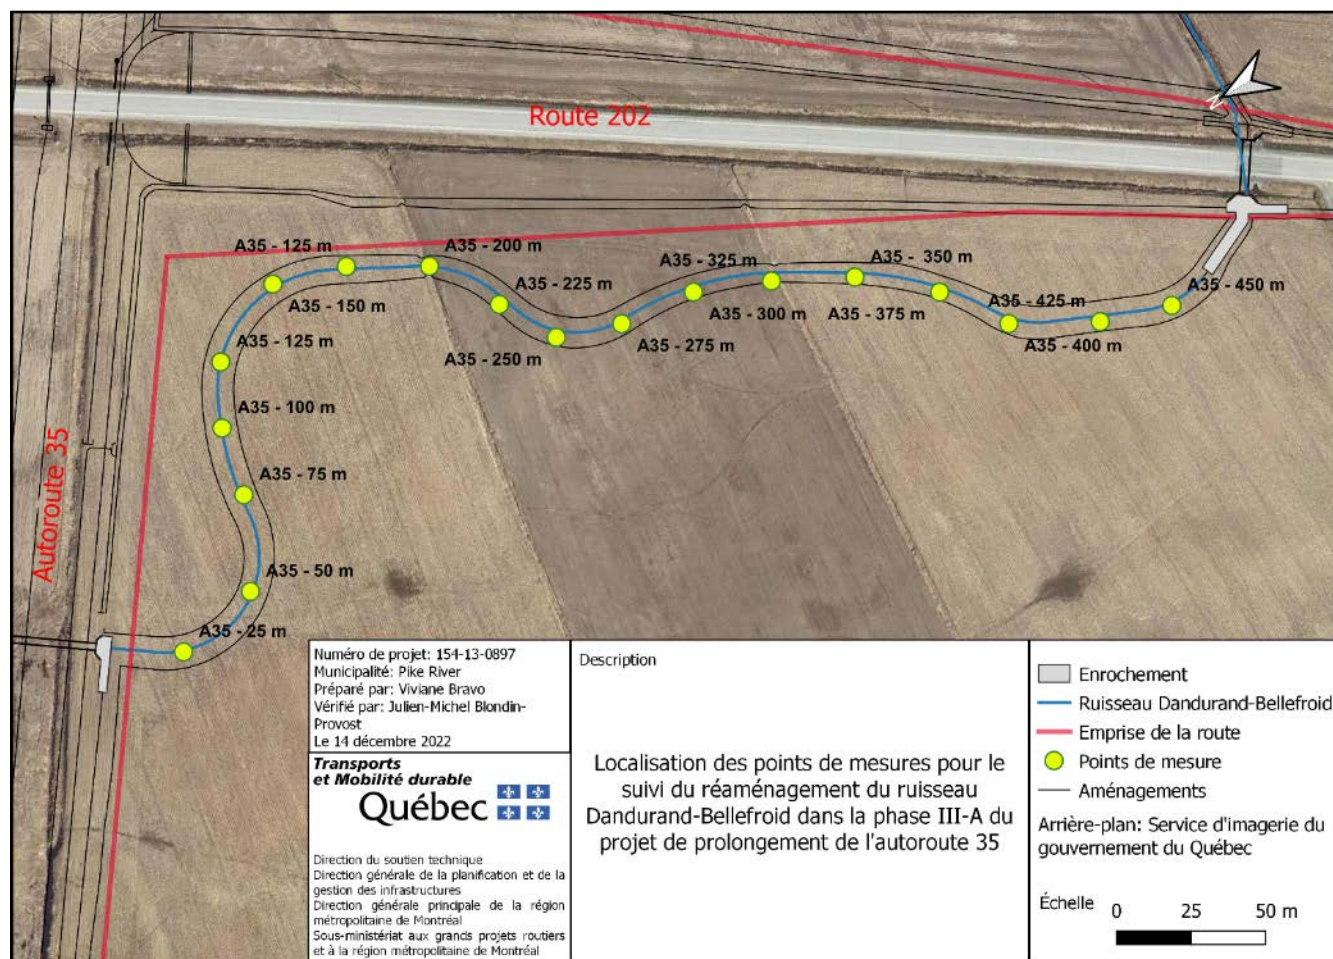 Route 202
N
A35 - 125 m
A35 - 200 m
A35 - 325 m
A35 - 350 m
A35 - 150 m
A35 - 225 m
A35 - 450 m
A35 - 425 m
A35 - 300 m
A35 - 375 m
A35 - 125 m
A35 - 250 m
A35 - 275 m
A35 - 400 m
A35 - 100 m
A35 - 75 m
Autoroute 35
A35 - 50 m
A35 - 25 m
Numéro de projet: 154-13-0897
Municipalité: Pike River
Préparé par: Viviane Bravo
Vérifié par: Julien-Michel Blondin-
Provost
Le 14 décembre 2022
Transports
et Mobilité durable
Québec
Direction du soutien technique
Direction générale de la planification et de la
gestion des infrastructures
Direction générale principale de la région
métropolitaine de Montréal
Sous-ministériat aux grands projets routiers
et à la région métropolitaine de Montréal
Description
Localisation des points de mesures pour le
suivi du réaménagement du ruisseau
Dandurand-Bellefroid dans la phase III-A du
projet de prolongement de l'autoroute 35
Enrochement
Ruisseau Dandurand-Bellefroid
Emprise de la route
Points de mesure
Aménagements
Arrière-plan: Service d'imagerie du
gouvernement du Québec
Échelle
0 25 50 m